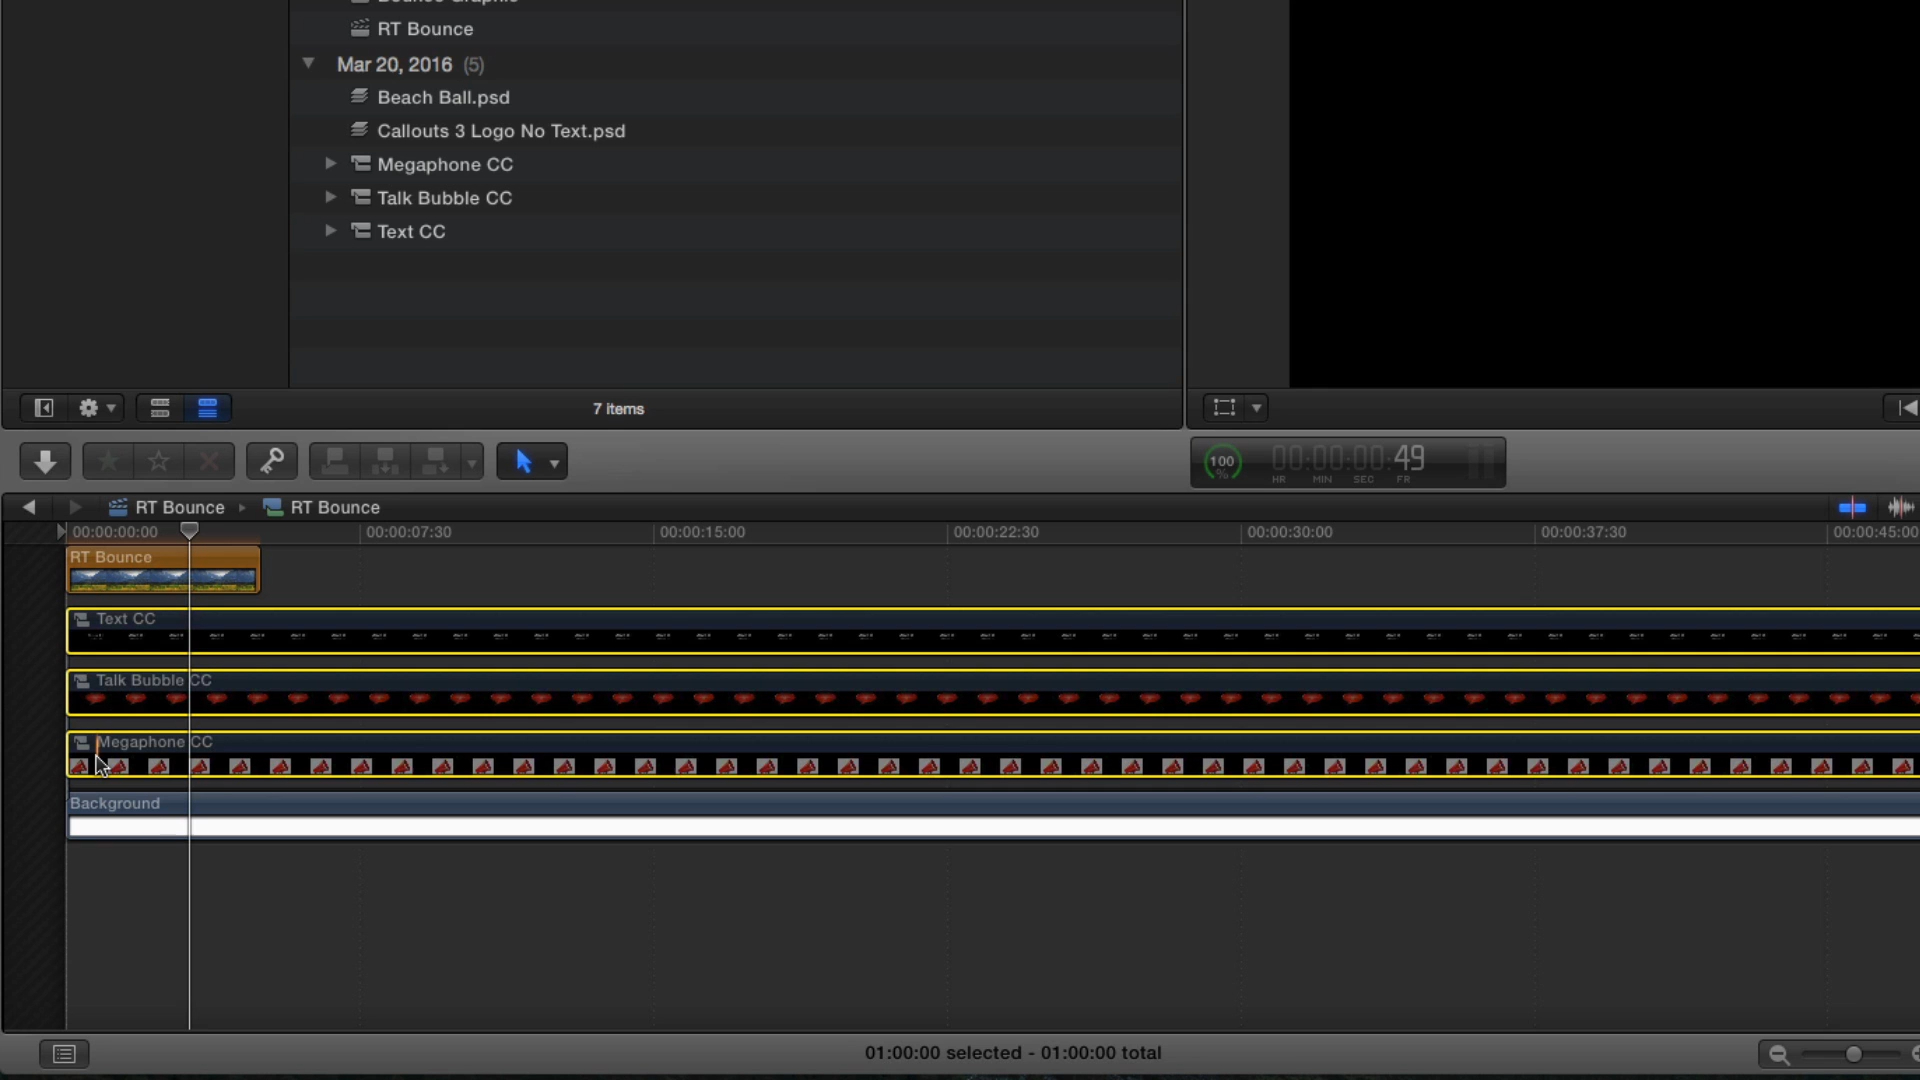 Bounce Graphic
RT Bounce
Mar 20, 2016 (5)
Beach Ball.psd
Callouts 3 Logo No Text.psd
Megaphone CC
Talk Bubble CC
Text CC
7 items
100 %
00:00:00:49
HR MIN SEC FR
RT Bounce RT Bounce
00:00:00:00 00:00:07:30 00:00:15:00 00:00:22:30 00:00:30:00 00:00:37:30 00:00:45:00
RT Bounce
Text CC
Talk Bubble CC
Megaphone CC
Background
01:00:00 selected - 01:00:00 total